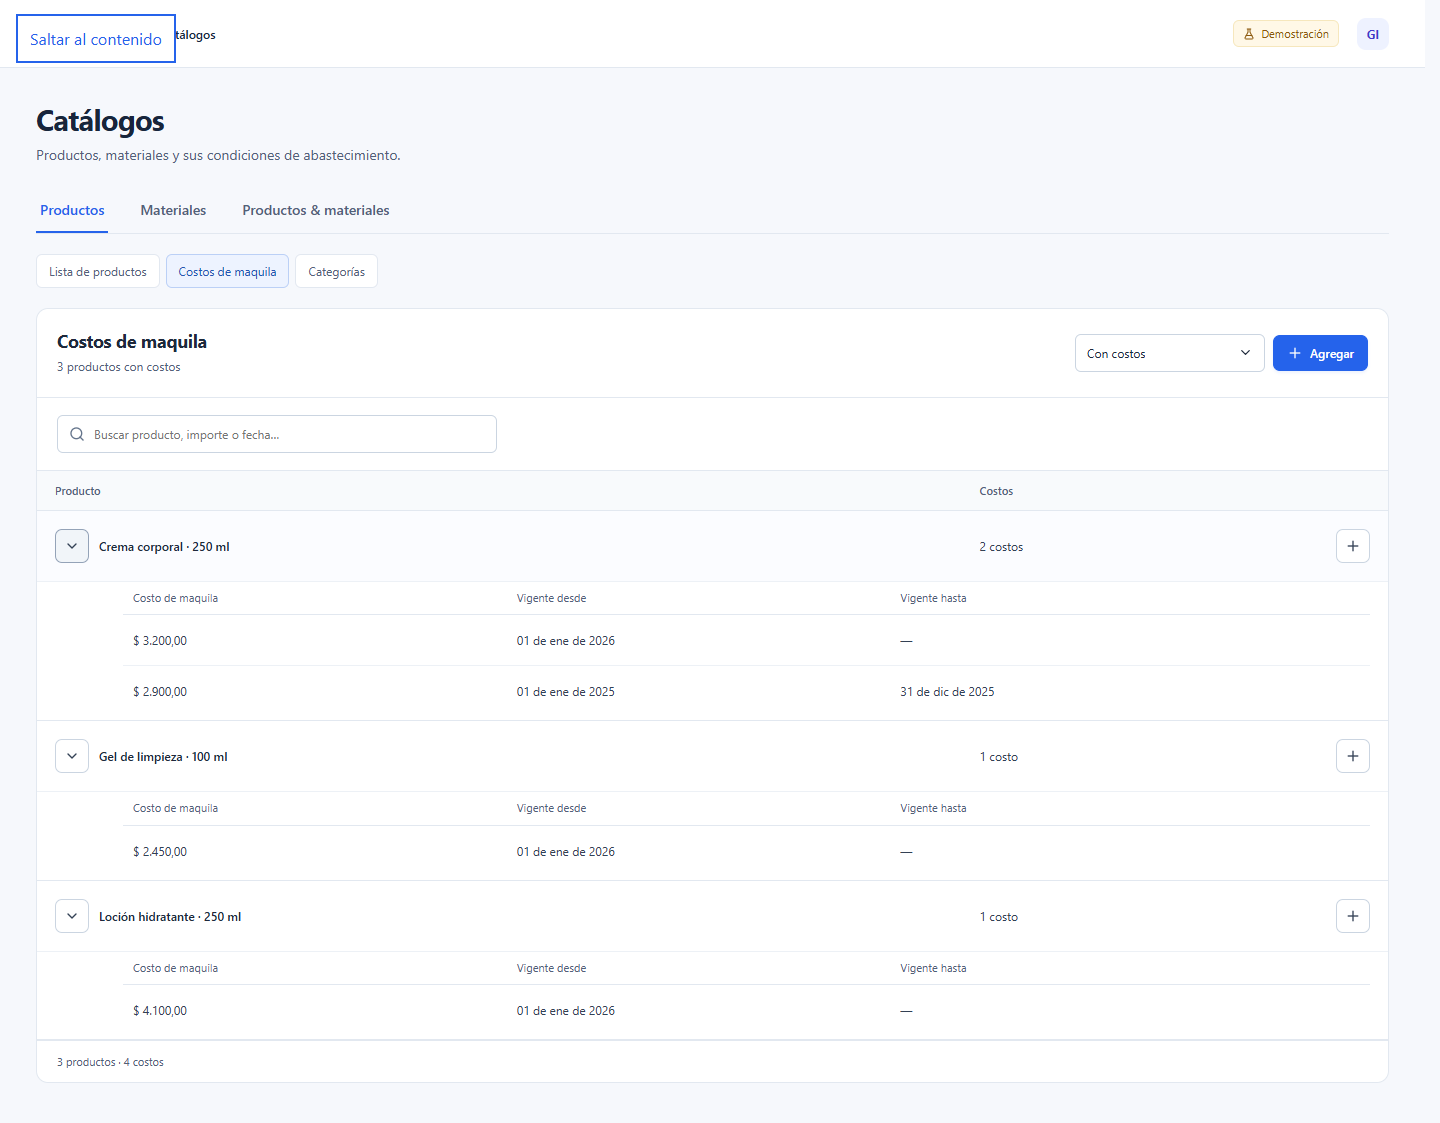 Saltar al contenido
tálogos
Demostración
GI
Catálogos
Productos, materiales y sus condiciones de abastecimiento.
Productos
Materiales
Productos & materiales
Lista de productos
Costos de maquila
Categorías
Costos de maquila
3 productos con costos
Con costos
Agregar
Buscar producto, importe o fecha...
Producto
Costos
Crema corporal · 250 ml
2 costos
Costo de maquila
Vigente desde
Vigente hasta
$ 3.200,00
01 de ene de 2026
—
$ 2.900,00
01 de ene de 2025
31 de dic de 2025
Gel de limpieza · 100 ml
1 costo
Costo de maquila
Vigente desde
Vigente hasta
$ 2.450,00
01 de ene de 2026
—
Loción hidratante · 250 ml
1 costo
Costo de maquila
Vigente desde
Vigente hasta
$ 4.100,00
01 de ene de 2026
—
3 productos · 4 costos